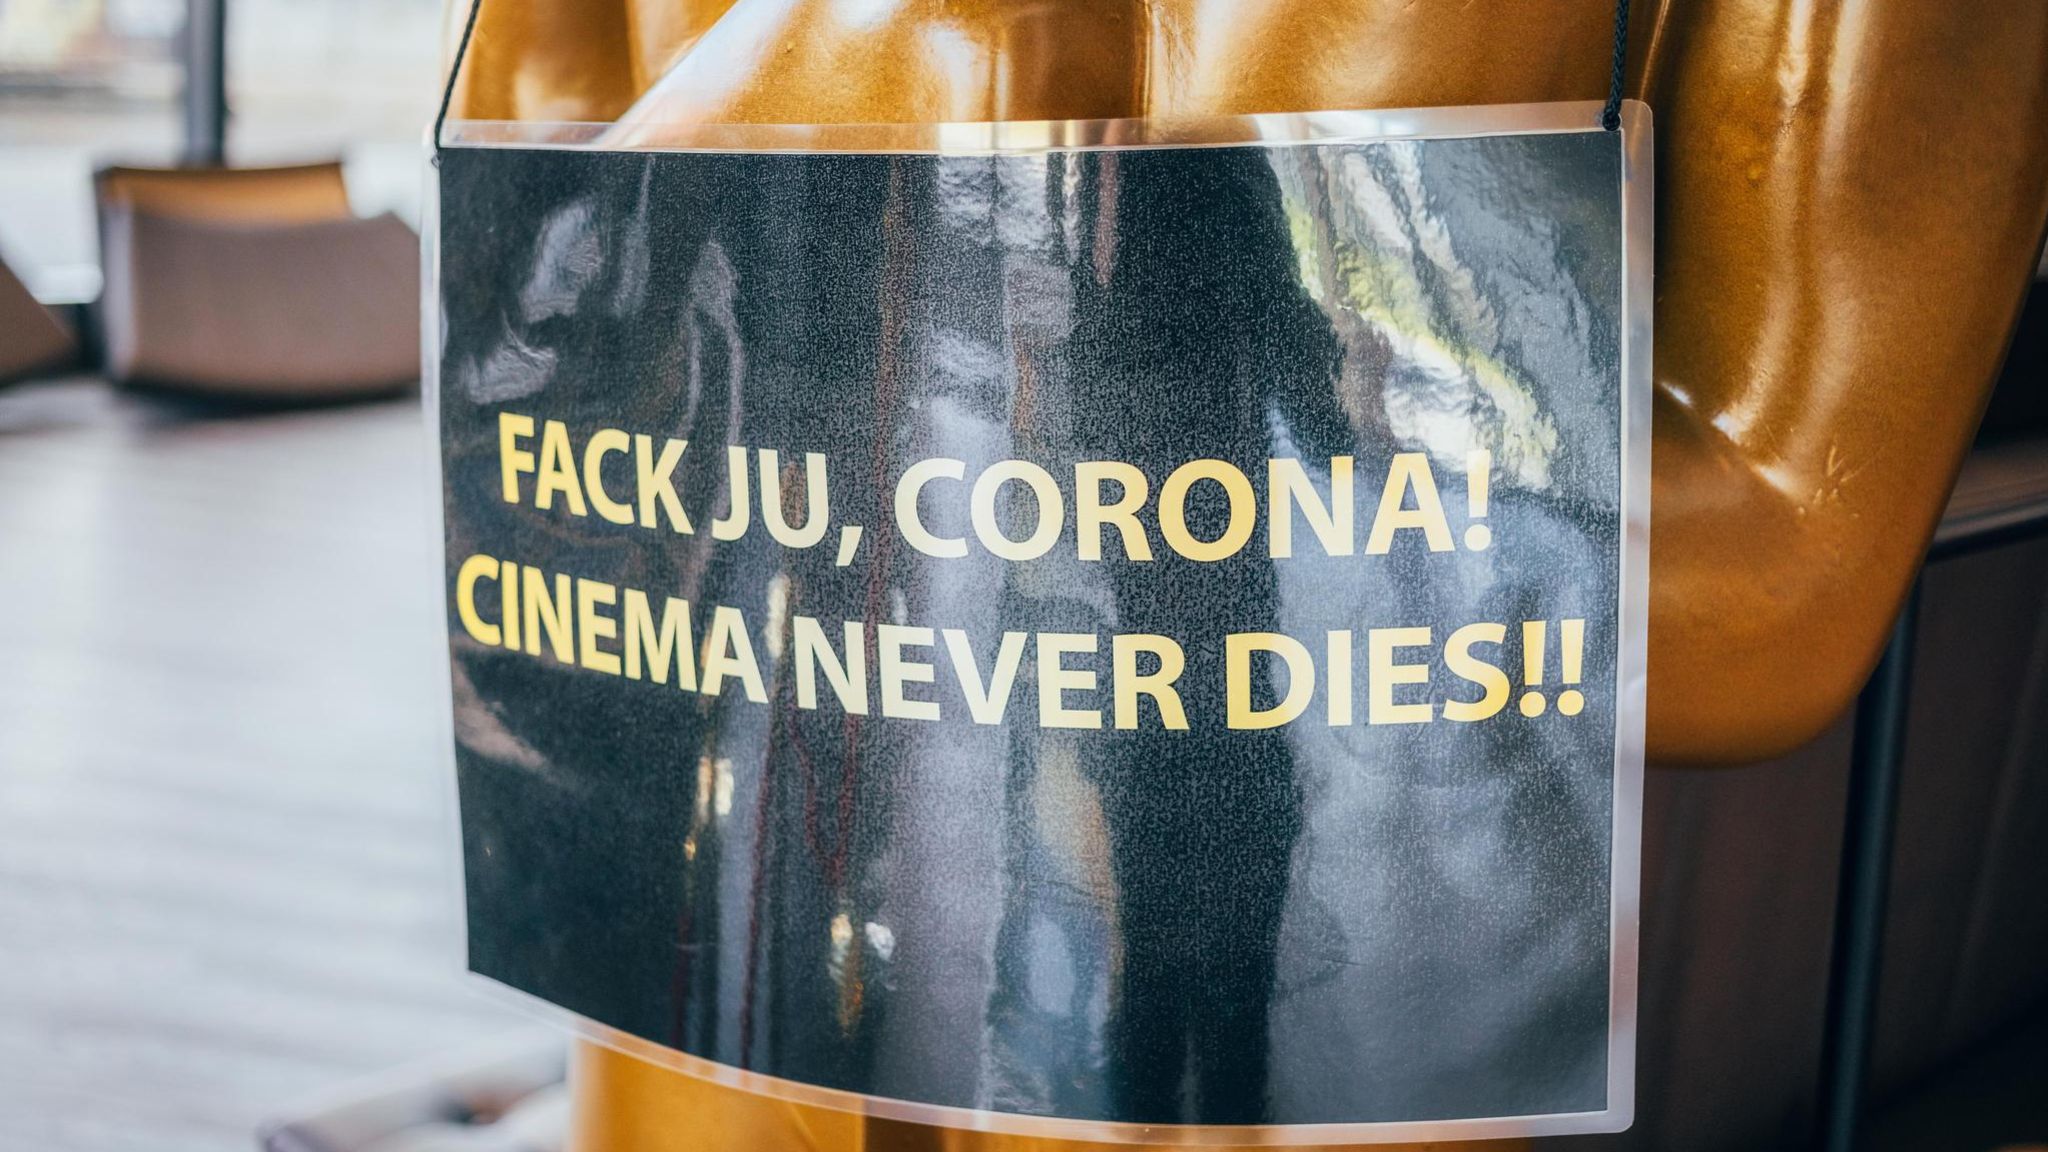 FACK JU, CORONA!
CINEMA NEVER DIES!!